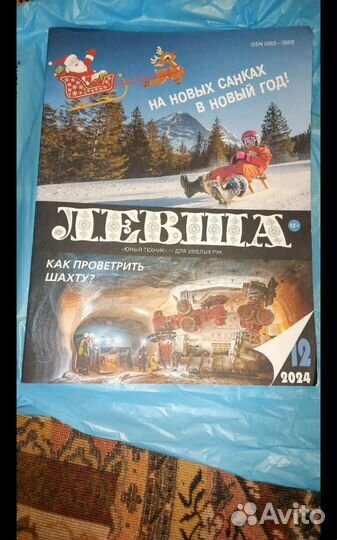 ISSN 0869—0669
НА НОВЫХ САНКАХ
В НОВЫЙ ГОД!
ЛЕВША
12+
«ЮНЫЙ ТЕХНИК» — ДЛЯ УМЕЛЫХ РУК
КАК ПРОВЕТРИТЬ
ШАХТУ?
12
2024
Avito